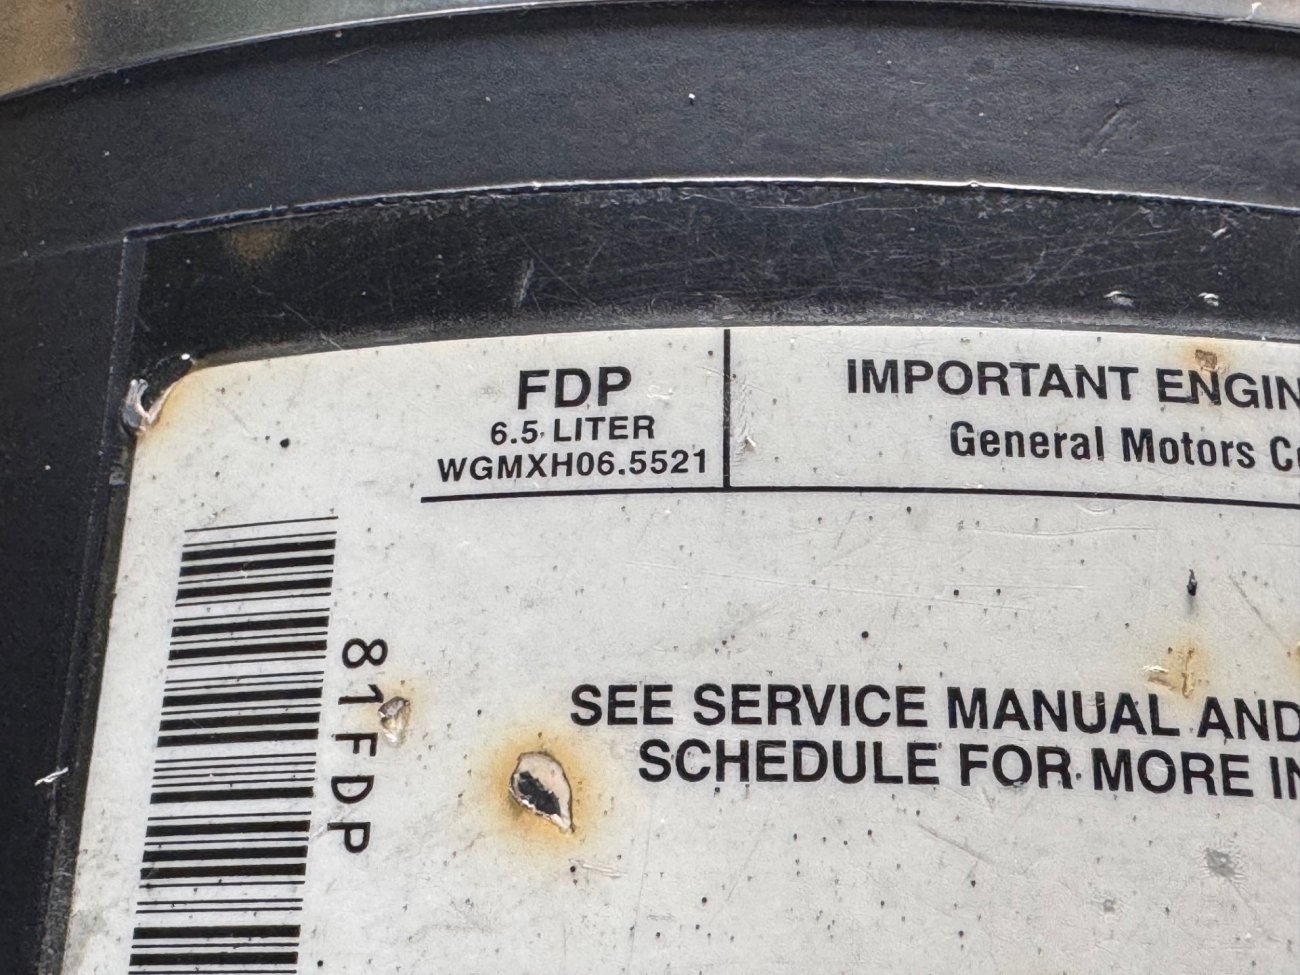 FDP
6.5 LITER
WGMXH06.5521
IMPORTANT ENGIN
General Motors Co
81FDP
SEE SERVICE MANUAL AND
SCHEDULE FOR MORE IN